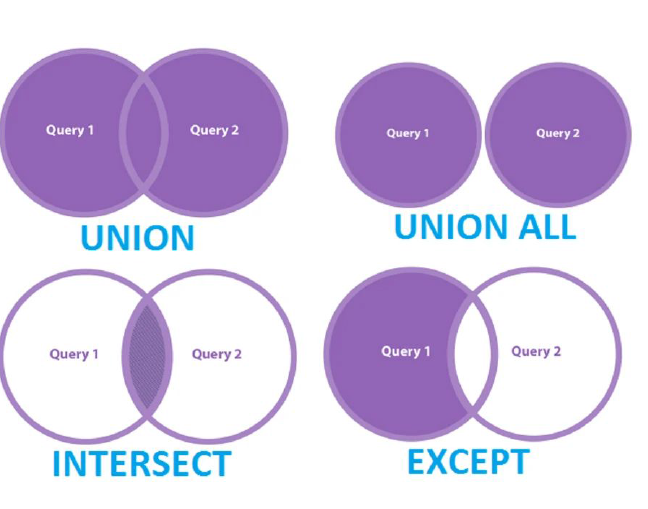 Query 1
Query 2
UNION
Query 1
Query 2
UNION ALL
Query 1
Query 2
INTERSECT
Query 1
Query 2
EXCEPT